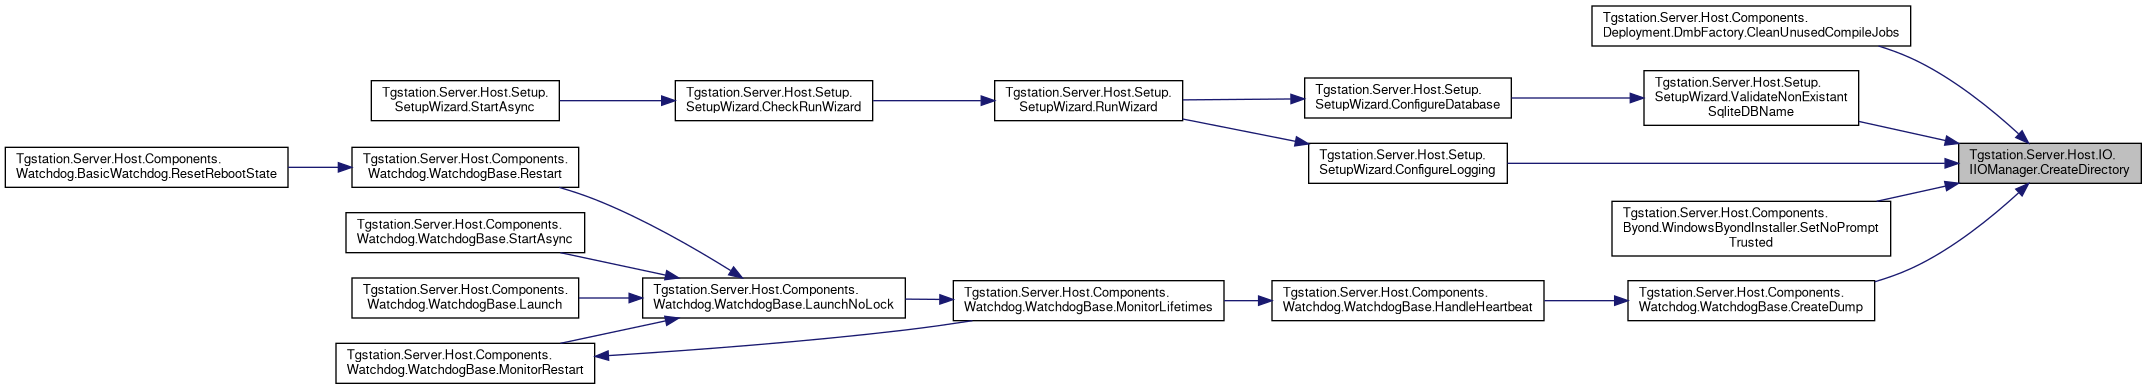 Tgstation.Server.Host.Components.
Deployment.DmbFactory.CleanUnusedCompileJobs
Tgstation.Server.Host.Setup.
SetupWizard.StartAsync
Tgstation.Server.Host.Setup.
SetupWizard.CheckRunWizard
Tgstation.Server.Host.Setup.
SetupWizard.RunWizard
Tgstation.Server.Host.Setup.
SetupWizard.ConfigureDatabase
Tgstation.Server.Host.Setup.
SetupWizard.ValidateNonExistant
SqliteDBName
Tgstation.Server.Host.Components.
Watchdog.BasicWatchdog.ResetRebootState
Tgstation.Server.Host.Components.
Watchdog.WatchdogBase.Restart
Tgstation.Server.Host.Setup.
SetupWizard.ConfigureLogging
Tgstation.Server.Host.IO.
IIOManager.CreateDirectory
Tgstation.Server.Host.Components.
Watchdog.WatchdogBase.StartAsync
Tgstation.Server.Host.Components.
Byond.WindowsByondInstaller.SetNoPrompt
Trusted
Tgstation.Server.Host.Components.
Watchdog.WatchdogBase.Launch
Tgstation.Server.Host.Components.
Watchdog.WatchdogBase.LaunchNoLock
Tgstation.Server.Host.Components.
Watchdog.WatchdogBase.MonitorLifetimes
Tgstation.Server.Host.Components.
Watchdog.WatchdogBase.HandleHeartbeat
Tgstation.Server.Host.Components.
Watchdog.WatchdogBase.CreateDump
Tgstation.Server.Host.Components.
Watchdog.WatchdogBase.MonitorRestart